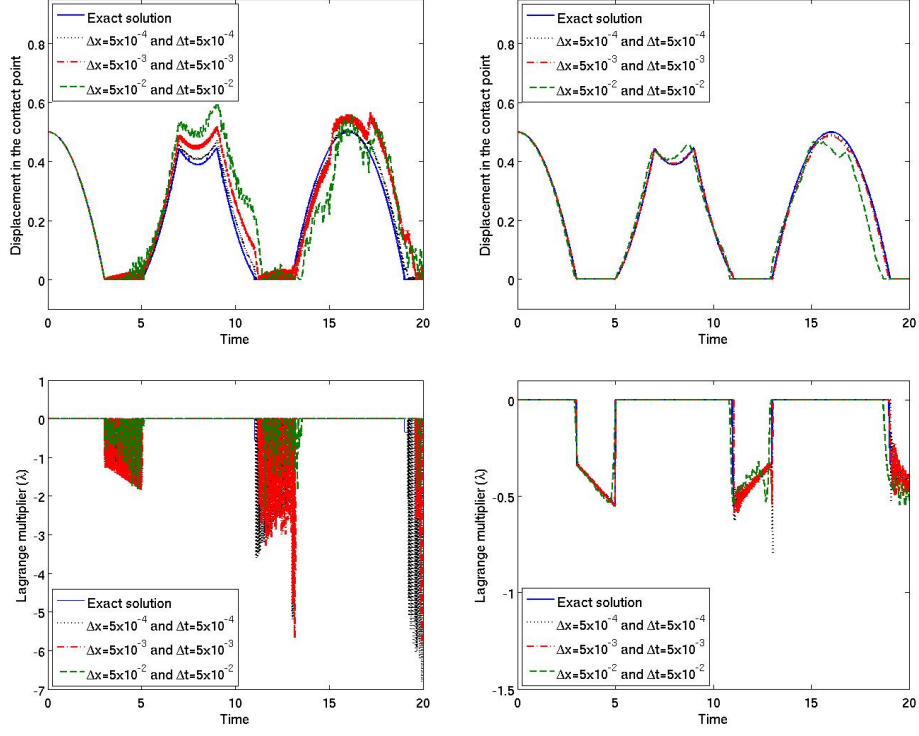 Displacement in the contact point
0.8
0.6
0.4
0.2
0
Exact solution
Δx=5x10⁻⁴ and Δt=5x10⁻⁴
Δx=5x10⁻³ and Δt=5x10⁻³
Δx=5x10⁻² and Δt=5x10⁻²
0 5 10 15 20
Time
Displacement in the contact point
0.8
0.6
0.4
0.2
0
Exact solution
Δx=5x10⁻⁴ and Δt=5x10⁻⁴
Δx=5x10⁻³ and Δt=5x10⁻³
Δx=5x10⁻² and Δt=5x10⁻²
0 5 10 15 20
Time
Lagrange multiplier (λ)
1
0
-1
-2
-3
-4
-5
-6
-7
Exact solution
Δx=5x10⁻⁴ and Δt=5x10⁻⁴
Δx=5x10⁻³ and Δt=5x10⁻³
Δx=5x10⁻² and Δt=5x10⁻²
0 5 10 15 20
Time
Lagrange multiplier (λ)
0
-0.5
-1
-1.5
Exact solution
Δx=5x10⁻⁴ and Δt=5x10⁻⁴
Δx=5x10⁻³ and Δt=5x10⁻³
Δx=5x10⁻² and Δt=5x10⁻²
0 5 10 15 20
Time